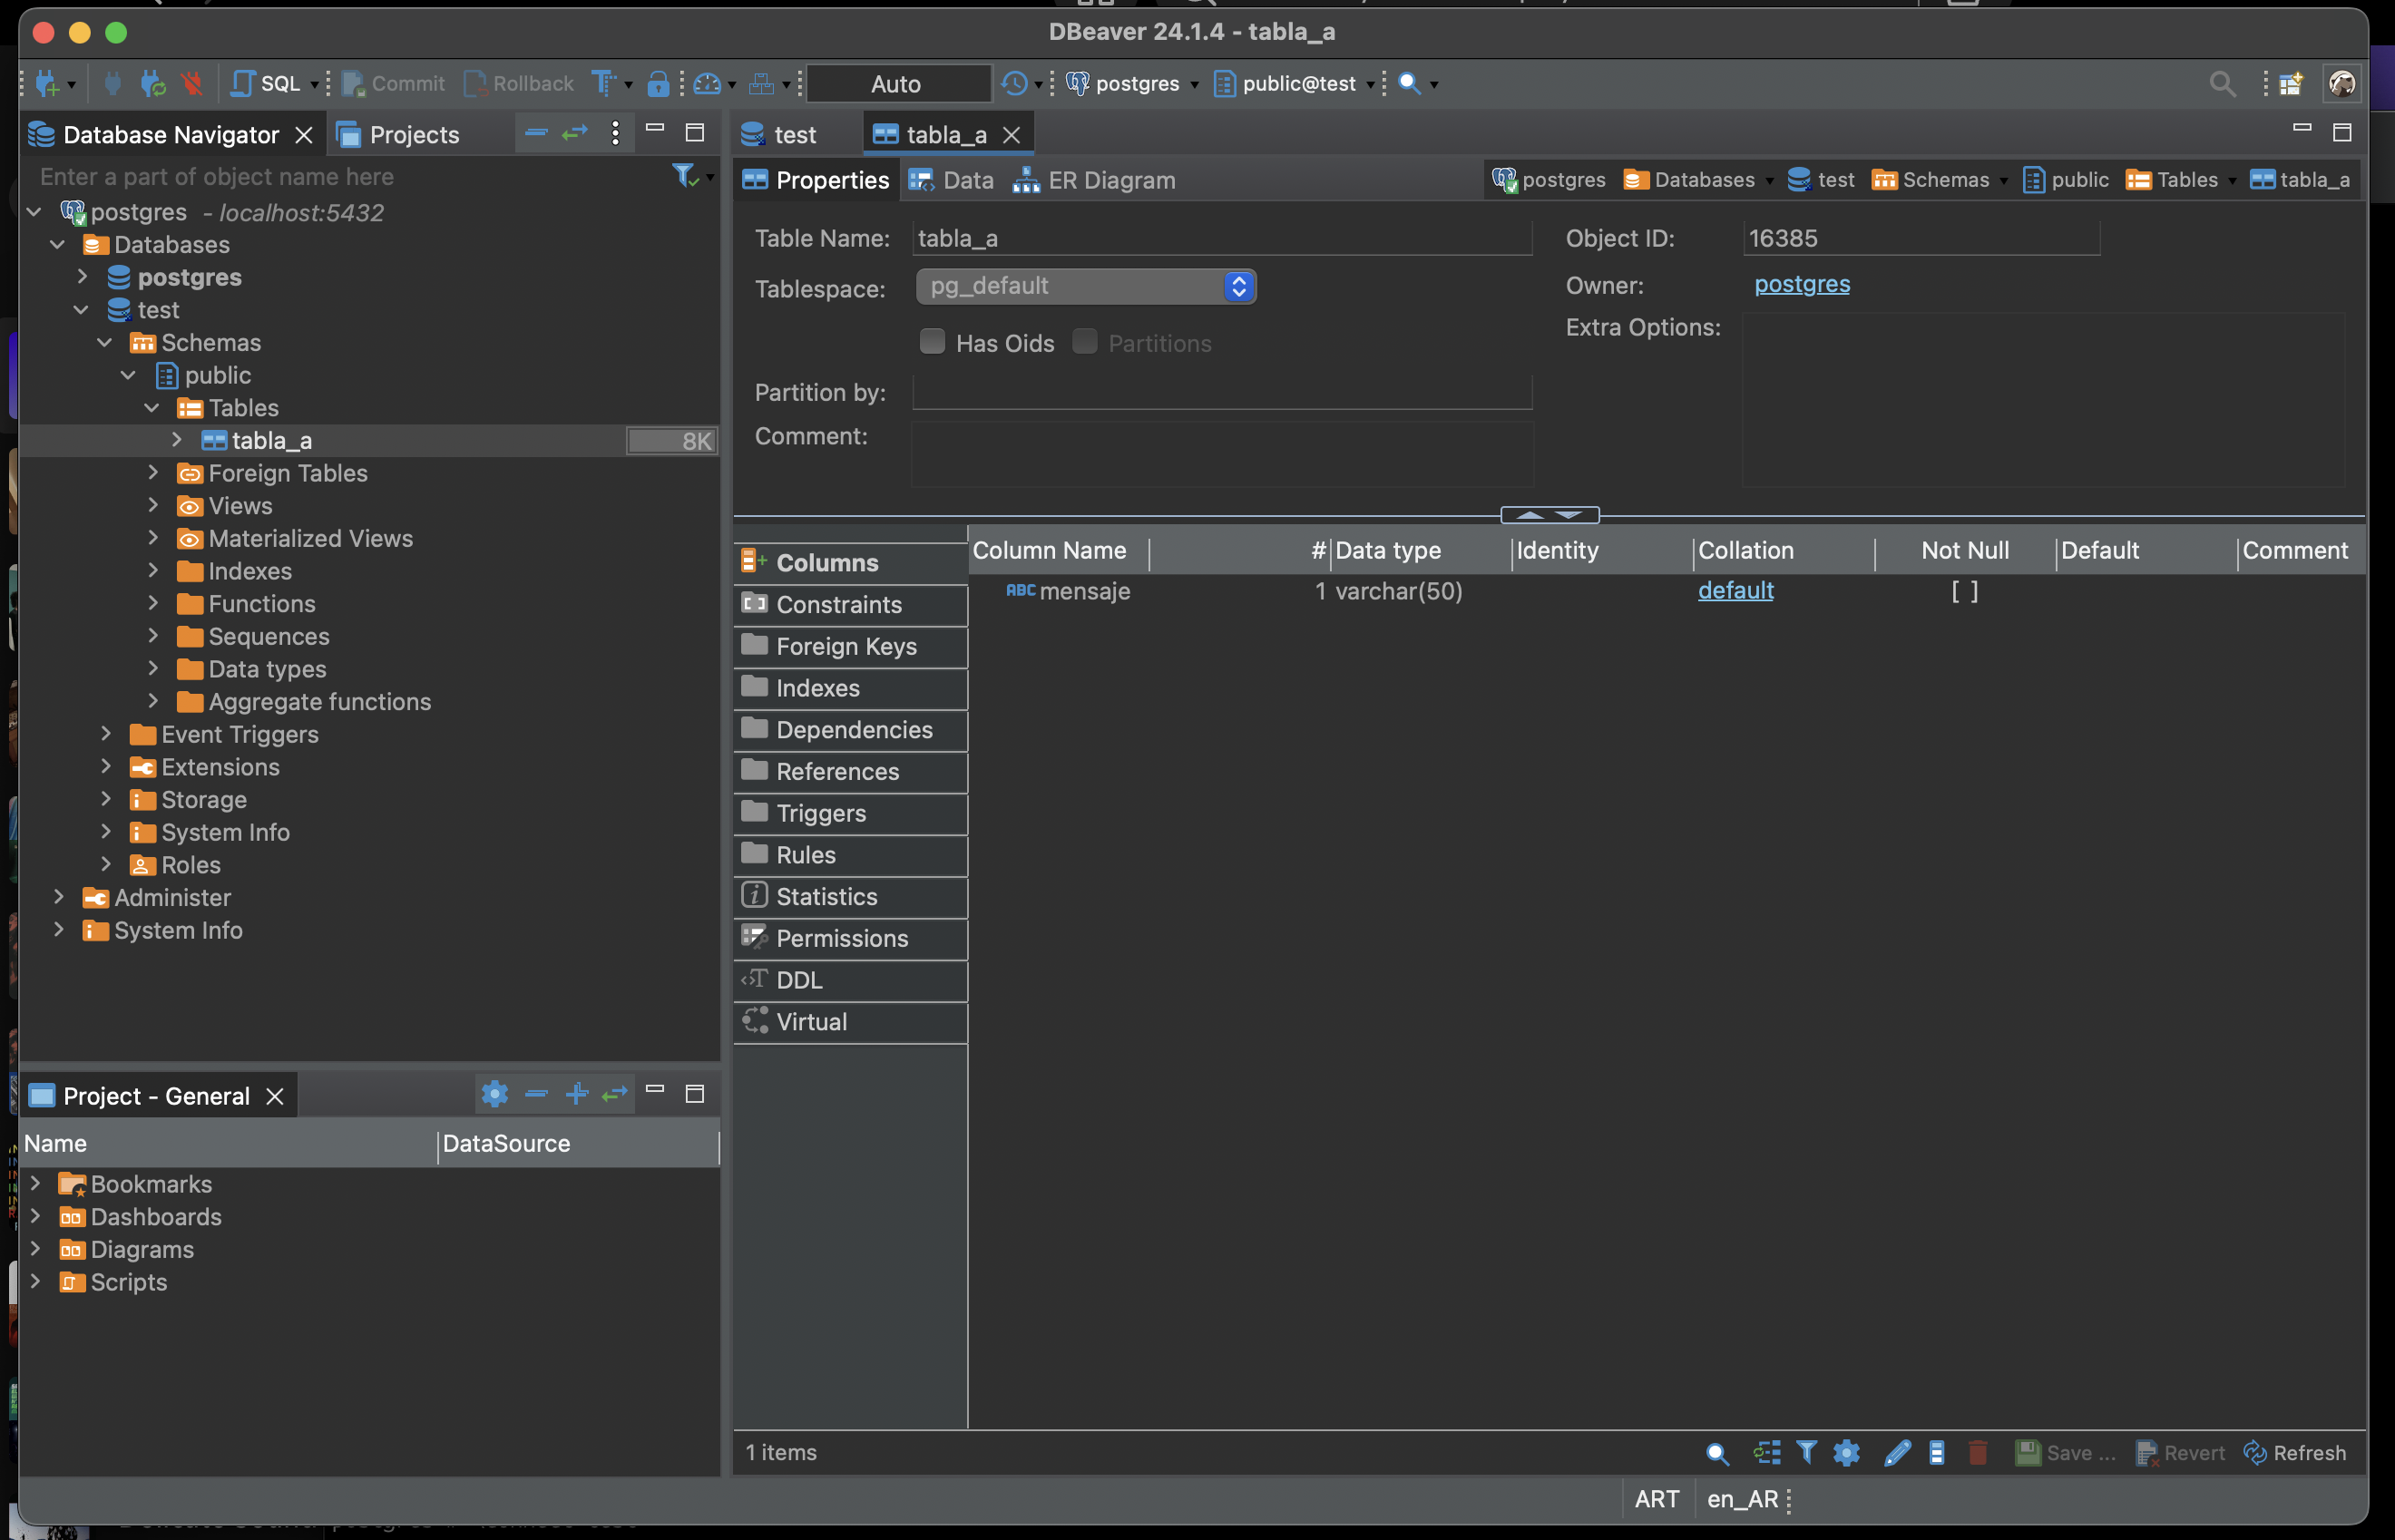 DBeaver 24.1.4 - tabla_a
SQL Commit Rollback Auto postgres public@test
Database Navigator Projects
test tabla_a
Enter a part of object name here
Properties Data ER Diagram
postgres Databases test Schemas public Tables tabla_a
postgres - localhost:5432
Databases
postgres
test
Schemas
public
Tables
tabla_a 8K
Foreign Tables
Views
Materialized Views
Indexes
Functions
Sequences
Data types
Aggregate functions
Event Triggers
Extensions
Storage
System Info
Roles
Administer
System Info
Table Name: tabla_a
Object ID: 16385
Tablespace: pg_default
Owner: postgres
Has Oids Partitions
Extra Options:
Partition by:
Comment:
Columns
Constraints
Foreign Keys
Indexes
Dependencies
References
Triggers
Rules
Statistics
Permissions
DDL
Virtual
Column Name # Data type Identity Collation Not Null Default Comment
ABC mensaje 1 varchar(50) default [ ]
Project - General
Name DataSource
Bookmarks
Dashboards
Diagrams
Scripts
1 items
Save ... Revert Refresh
ART en_AR